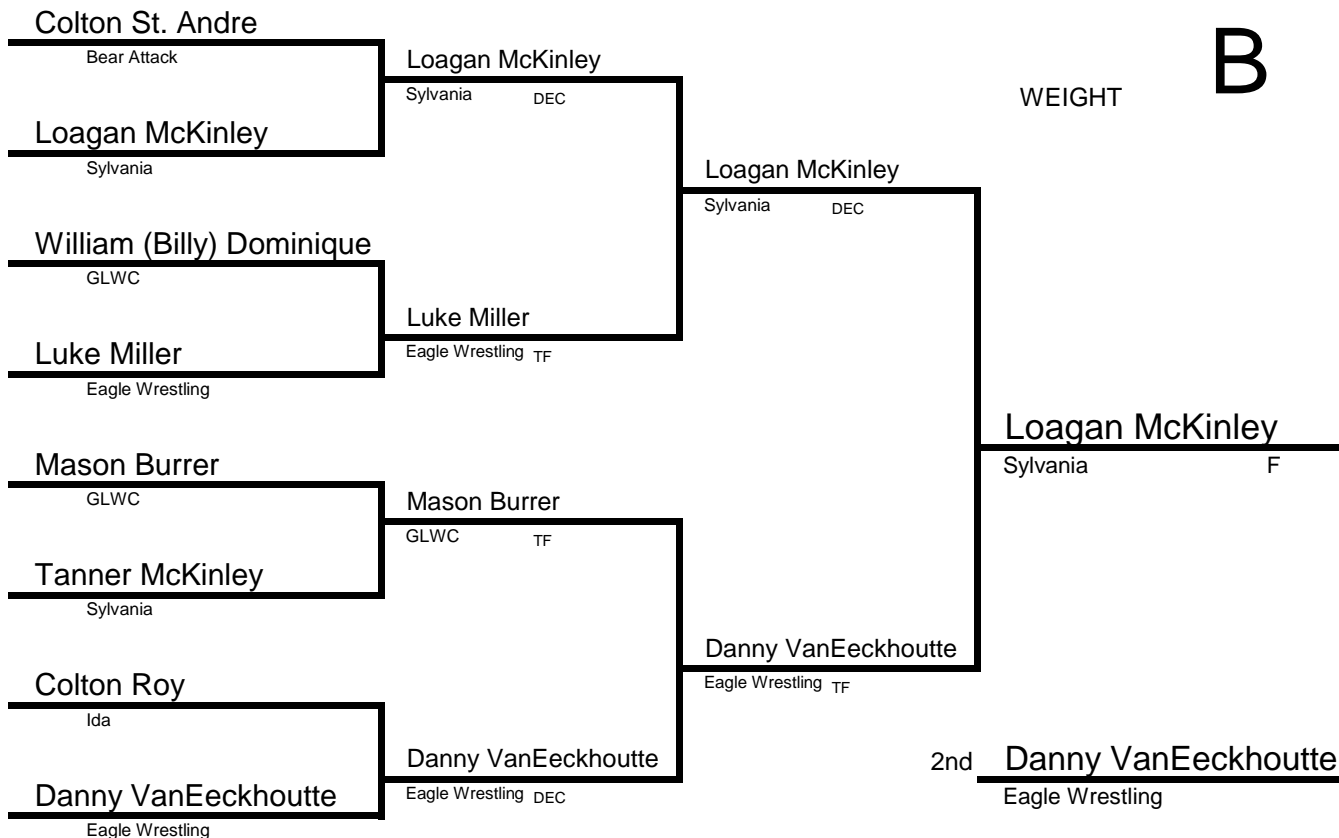 Colton St. Andre
Bear Attack
Loagan McKinley
Sylvania DEC
B
WEIGHT
Loagan McKinley
Sylvania
Loagan McKinley
Sylvania DEC
William (Billy) Dominique
GLWC
Luke Miller
Eagle Wrestling TF
Luke Miller
Eagle Wrestling
Loagan McKinley
Sylvania F
Mason Burrer
GLWC
Mason Burrer
GLWC TF
Tanner McKinley
Sylvania
Danny VanEeckhoutte
Eagle Wrestling TF
Colton Roy
Ida
Danny VanEeckhoutte
Eagle Wrestling DEC
2nd Danny VanEeckhoutte
Eagle Wrestling
Danny VanEeckhoutte
Eagle Wrestling